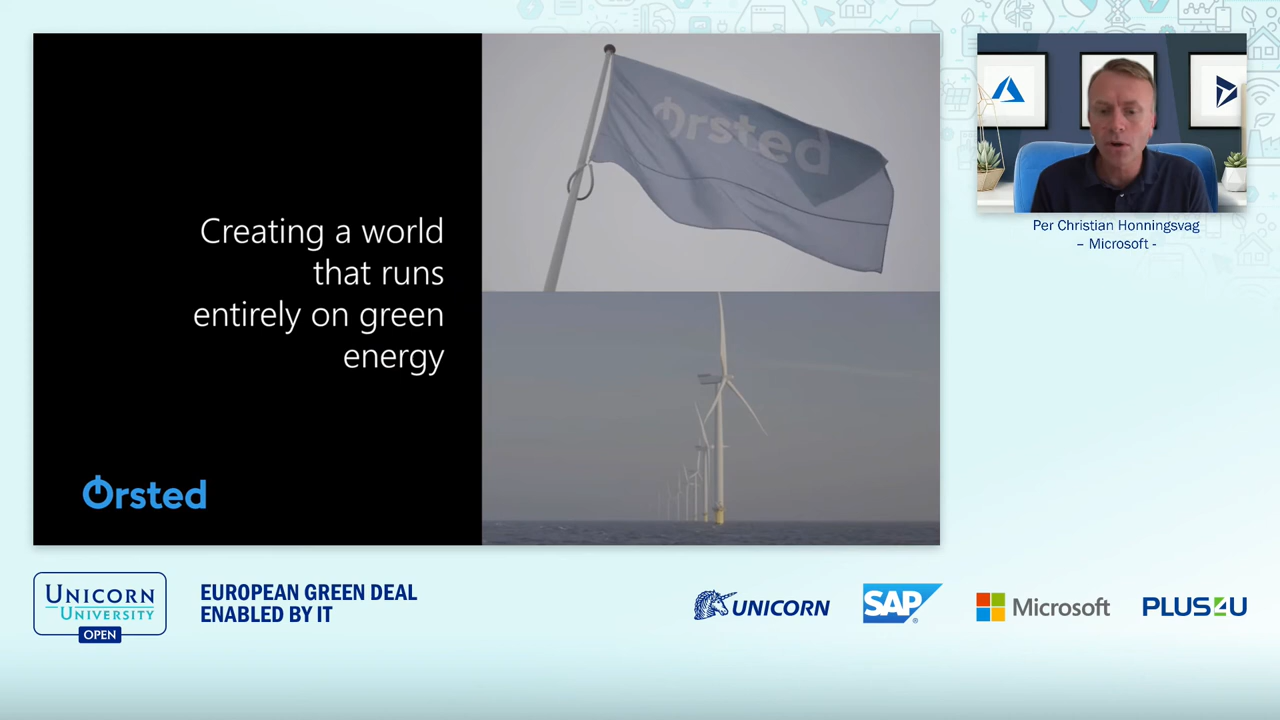 Creating a world
that runs
entirely on green
energy
Ørsted
Ørsted
Per Christian Honningsvag
– Microsoft -
UNICORN
UNIVERSITY
OPEN
EUROPEAN GREEN DEAL
ENABLED BY IT
UNICORN
SAP
Microsoft
PLUS4U